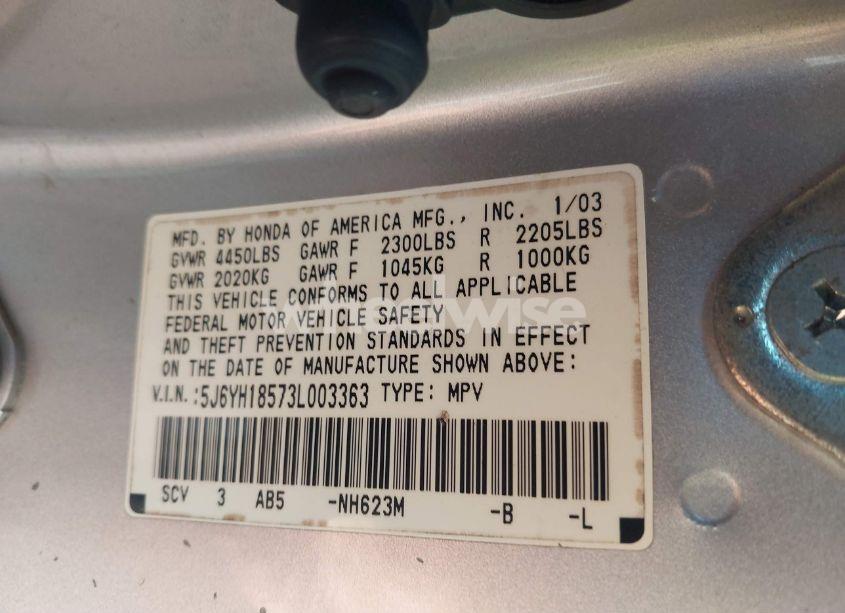 MFD. BY HONDA OF AMERICA MFG., INC. 1/03
GVWR 4450LBS GAWR F 2300LBS R 2205LBS
GVWR 2020KG GAWR F 1045KG R 1000KG
THIS VEHICLE CONFORMS TO ALL APPLICABLE
FEDERAL MOTOR VEHICLE SAFETY
AND THEFT PREVENTION STANDARDS IN EFFECT
ON THE DATE OF MANUFACTURE SHOWN ABOVE:
V.I.N.:5J6YH18573L003363 TYPE: MPV
SCV 3 AB5 -NH623M -B -L